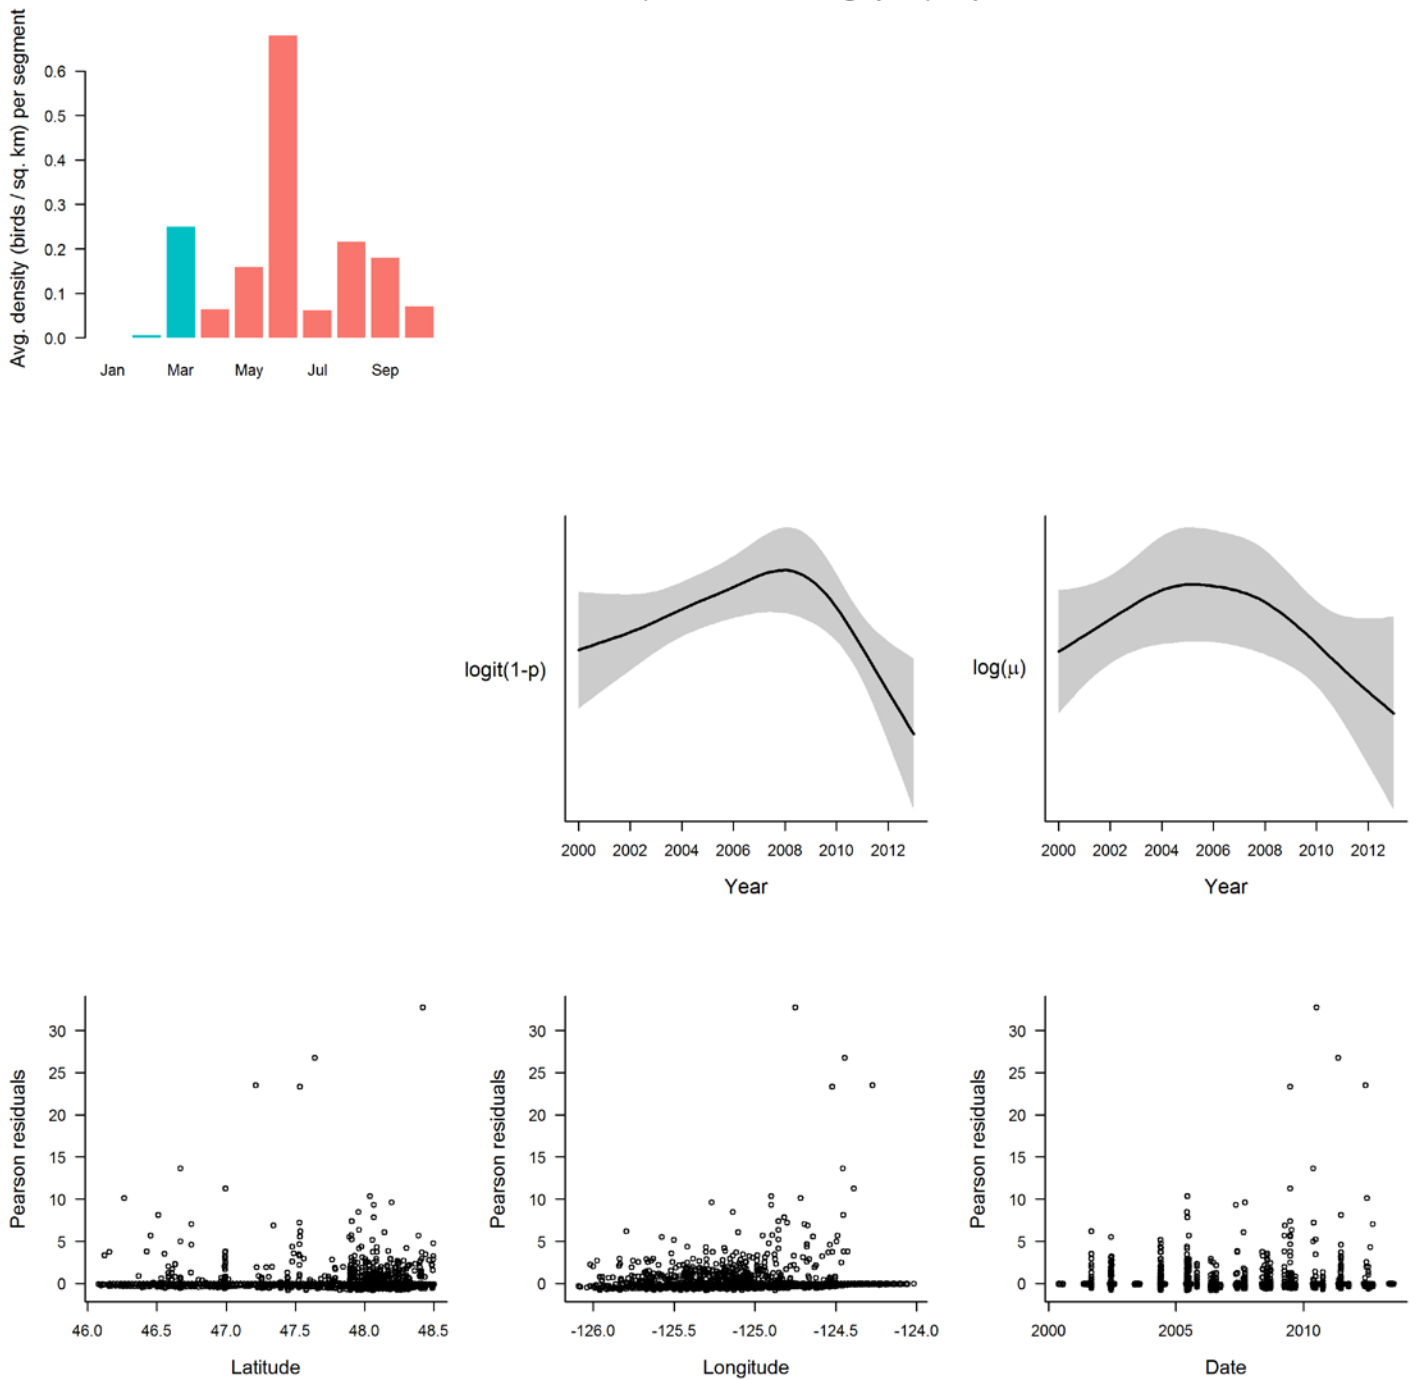 Avg. density (birds / sq. km) per segment
0.6
0.5
0.4
0.3
0.2
0.1
0.0
Jan Mar May Jul Sep
logit(1-p)
2000 2002 2004 2006 2008 2010 2012
Year
log(μ)
2000 2002 2004 2006 2008 2010 2012
Year
Pearson residuals
30
25
20
15
10
5
0
46.0 46.5 47.0 47.5 48.0 48.5
Latitude
Pearson residuals
30
25
20
15
10
5
0
-126.0 -125.5 -125.0 -124.5 -124.0
Longitude
Pearson residuals
30
25
20
15
10
5
0
2000 2005 2010
Date